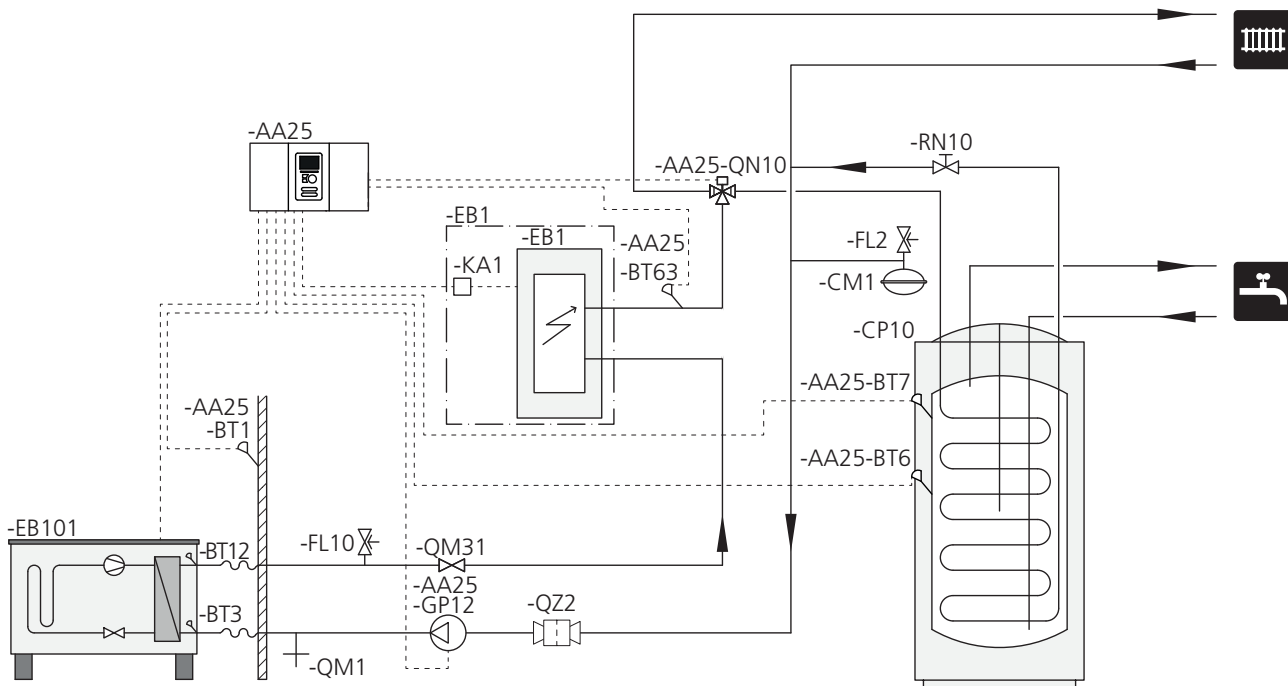 -AA25
-AA25-QN10
-RN10
-EB1
-EB1
-AA25
-BT63
-KA1
-FL2
-CM1
-CP10
-AA25-BT7
-AA25
-BT1
-AA25-BT6
-EB101
-BT12
-FL10
-QM31
-AA25
-GP12
-QZ2
-BT3
-QM1